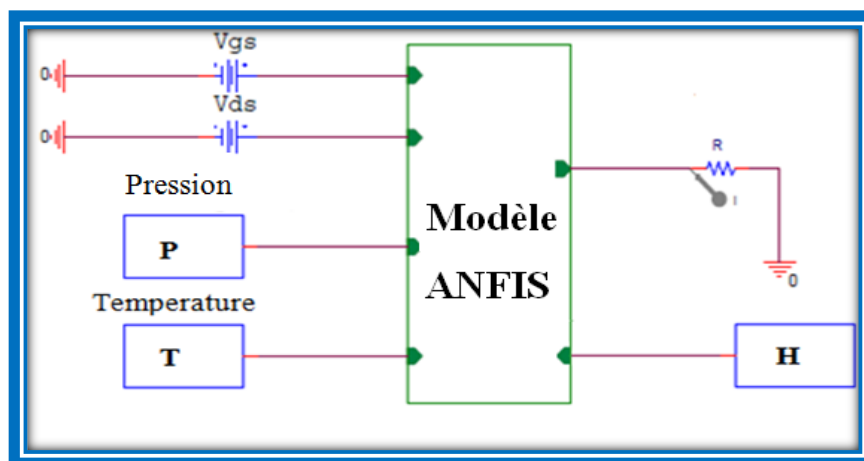 Vgs
0
Vds
0
Pression
P
Temperature
T
Modèle
ANFIS
R
I
0
H